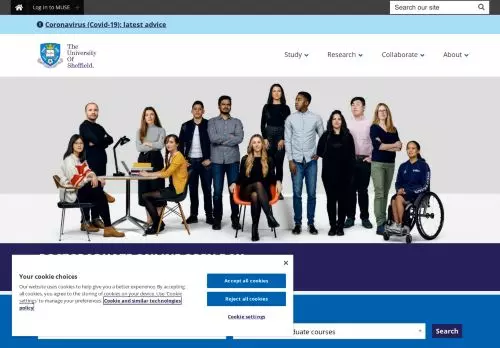 Log in to MUSE
Search our site
Coronavirus (Covid-19): latest advice
The
University
Of
Sheffield.
Study
Research
Collaborate
About
Your cookie choices
Our website uses cookies to help give you a better experience. By accepting
all cookies, you agree to the storing of cookies on your device. Use 'Cookie
settings' to manage your preferences. Cookie and similar technologies
policy
Accept all cookies
Reject all cookies
Cookie settings
duate courses
Search